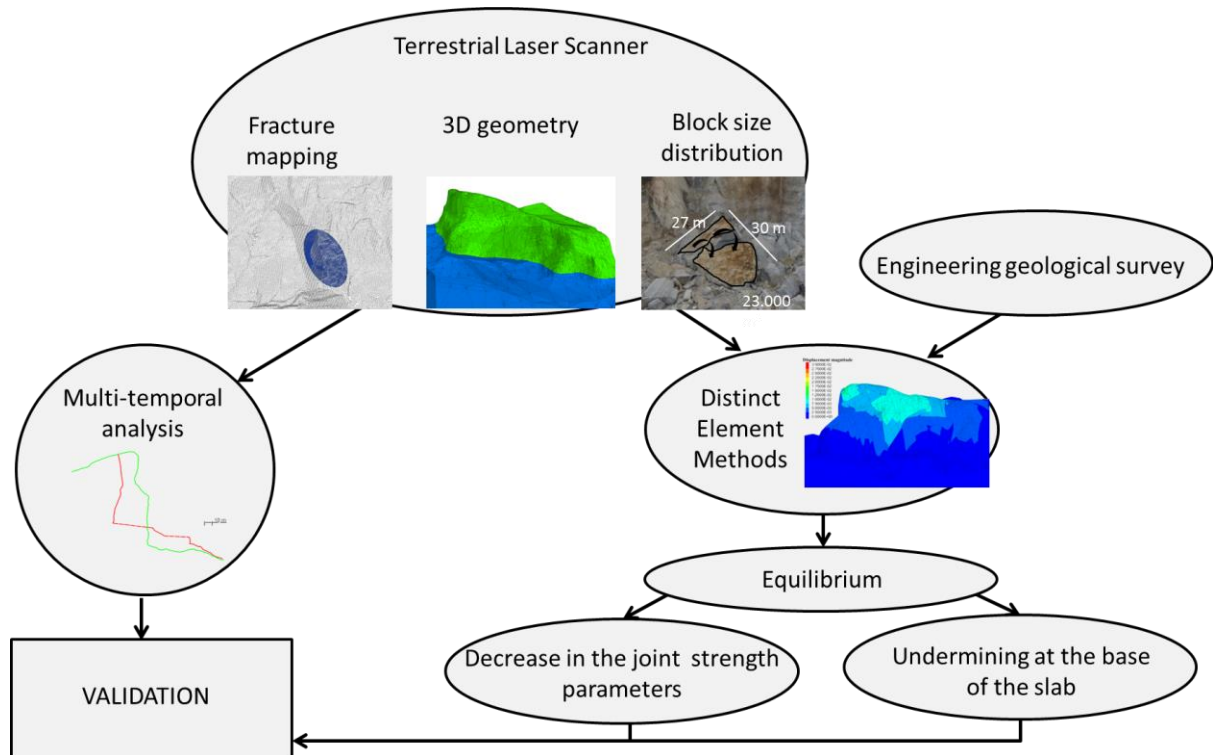 Terrestrial Laser Scanner
Fracture
mapping
3D geometry
Block size
distribution
27 m
30 m
23.000
Engineering geological survey
Multi-temporal
analysis
Distinct
Element
Methods
Displacement magnitude
Equilibrium
Decrease in the joint strength
parameters
Undermining at the base
of the slab
VALIDATION